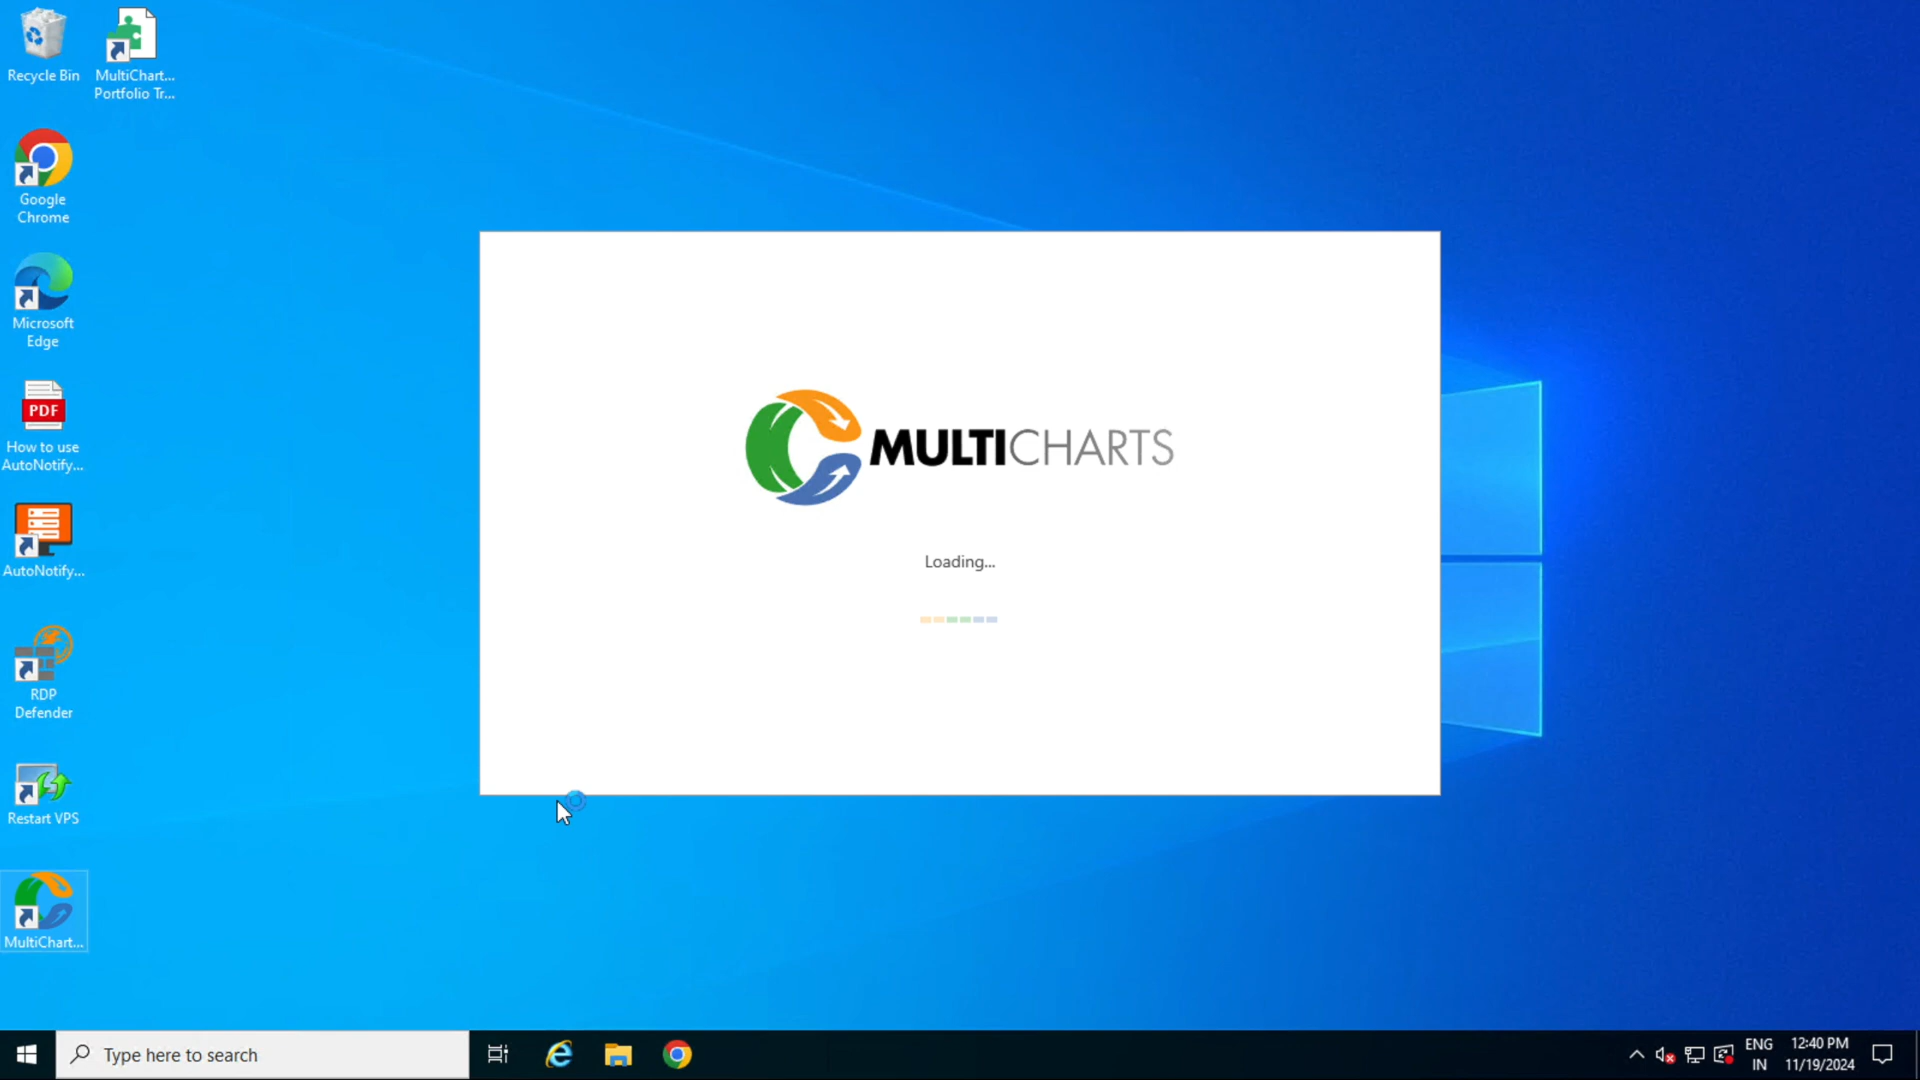 Recycle Bin
MultiChart...
Portfolio Tr...
Google
Chrome
Microsoft
Edge
PDF
How to use
AutoNotify...
AutoNotify...
RDP
Defender
Restart VPS
MultiChart...
MULTICHARTS
Loading...
Type here to search
ENG
IN
12:40 PM
11/19/2024